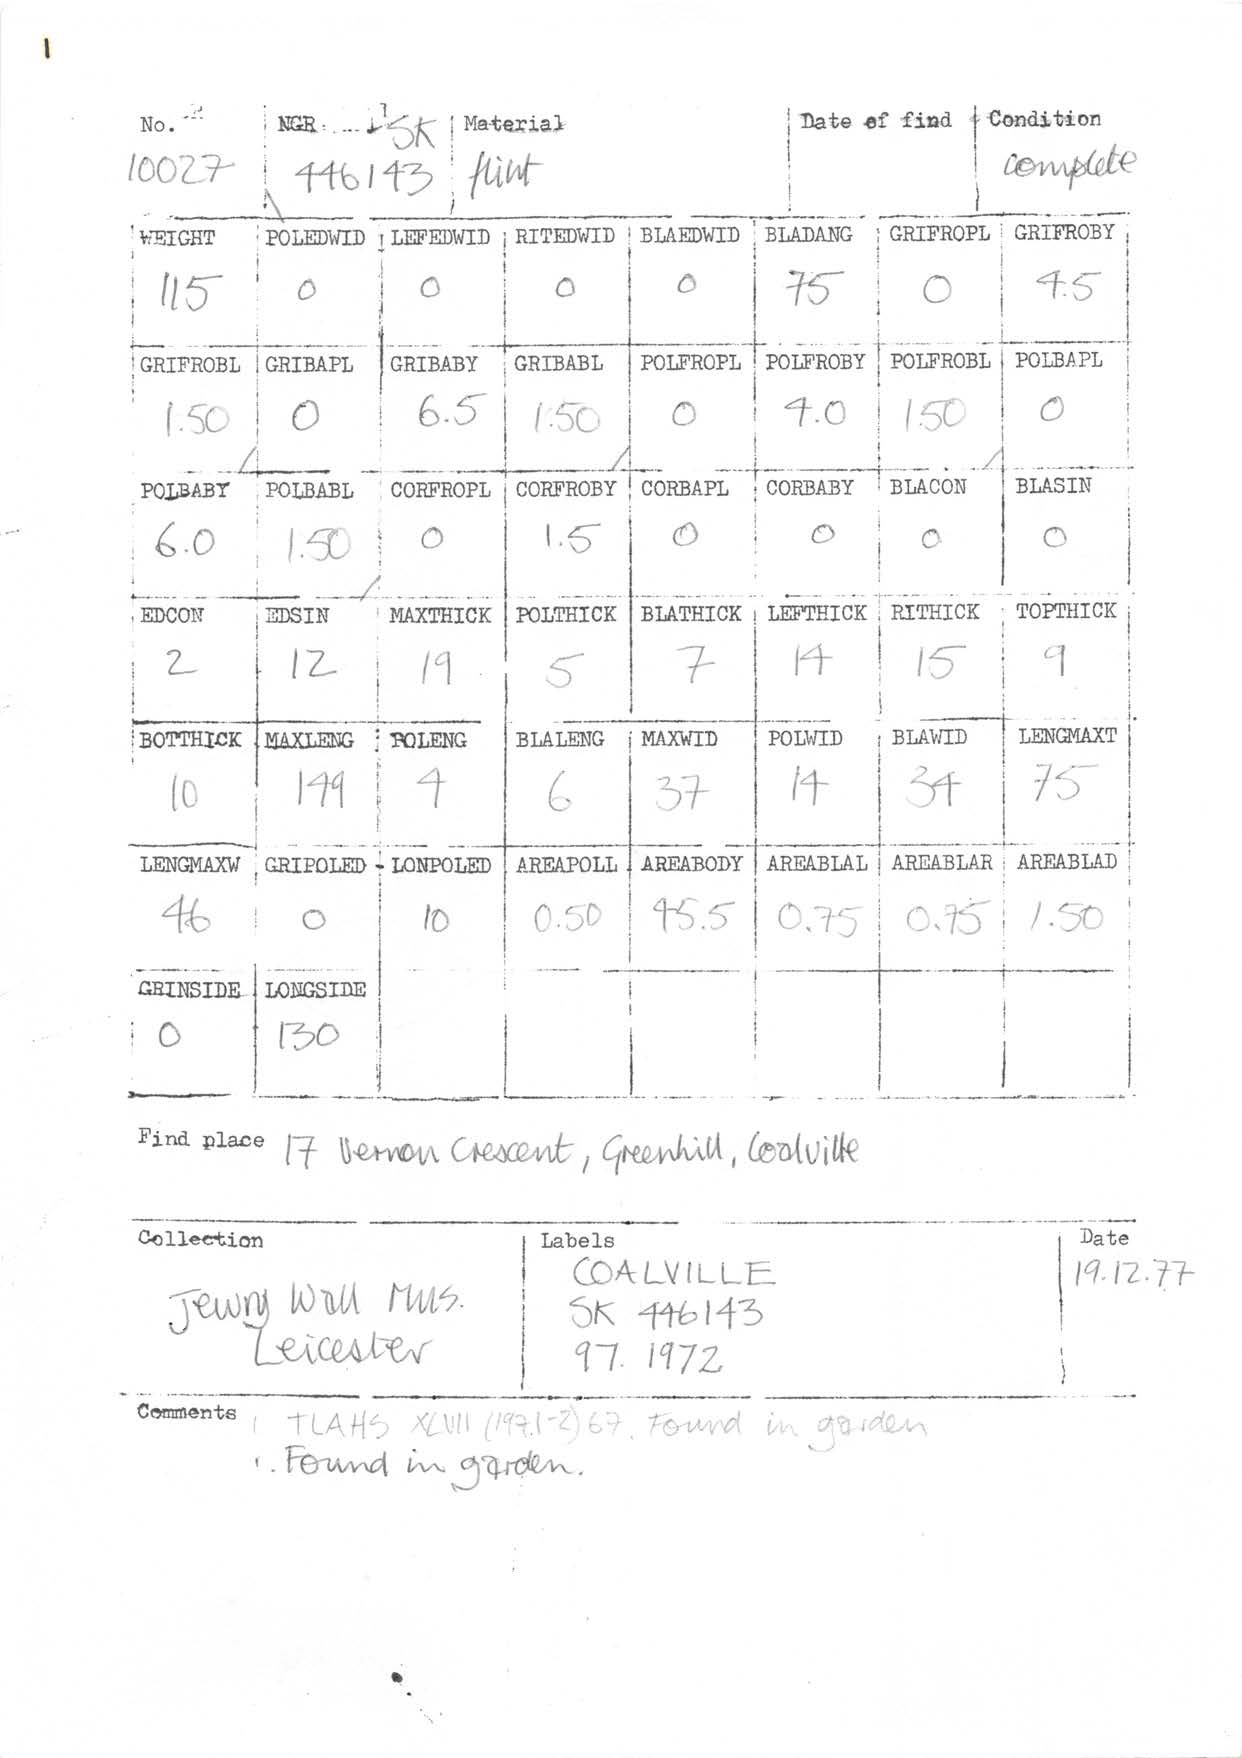 1
No. NGR SK Material Date of find Condition
10027 446143 flint complete
WEIGHT POLEDWID LEFEDWID RITEDWID BLAEDWID BLADANG GRIFROPL GRIFROBY
115 0 0 0 0 75 0 4.5
GRIFROBL GRIBAPL GRIBABY GRIBABL POLFROPL POLFROBY POLFROBL POLBAPL
1.50 0 6.5 1.50 0 4.0 1.50 0
POLBABY POLBABL CORFROPL CORFROBY CORBAPL CORBABY BLACON BLASIN
6.0 1.50 0 1.5 0 0 0 0
EDCON EDSIN MAXTHICK POLTHICK BLATHICK LEFTHICK RITHICK TOPTHICK
2 12 19 5 7 14 15 9
BOTTHICK MAXLENG POLENG BLALENG MAXWID POLWID BLAWID LENGMAXT
10 149 4 6 37 14 34 75
LENGMAXW GRIPOLED LONPOLED AREAPOLL AREABODY AREABLAL AREABLAR AREABLAD
46 0 10 0.50 45.5 0.75 0.75 1.50
GRINSIDE LONGSIDE
0 130
Find place 17 Vernon Crescent, Greenhill, Coalville
Collection Labels Date
Jewry Wall Mus. COALVILLE 19.12.77
Leicester SK 446143
97. 1972
Comments TLAHS XLVII (1971-2) 67. Found in garden
. Found in garden.